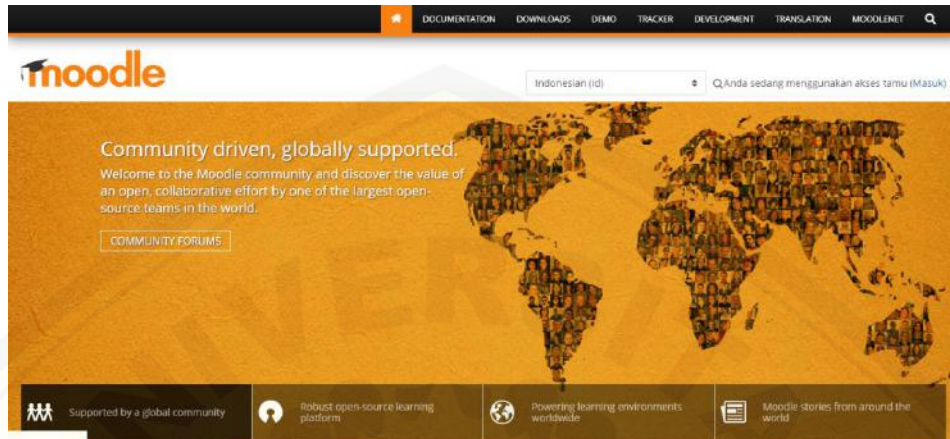 DOCUMENTATION DOWNLOADS DEMO TRACKER DEVELOPMENT TRANSLATION MOODLENET
moodle
Indonesian (id)
Anda sedang menggunakan akses tamu (Masuk)
Community driven, globally supported.
Welcome to the Moodle community and discover the value of
an open, collaborative effort by one of the largest open-
source teams in the world.
COMMUNITY FORUMS
Supported by a global community
Robust open-source learning
platform
Powering learning environments
worldwide
Moodle stories from around the
world